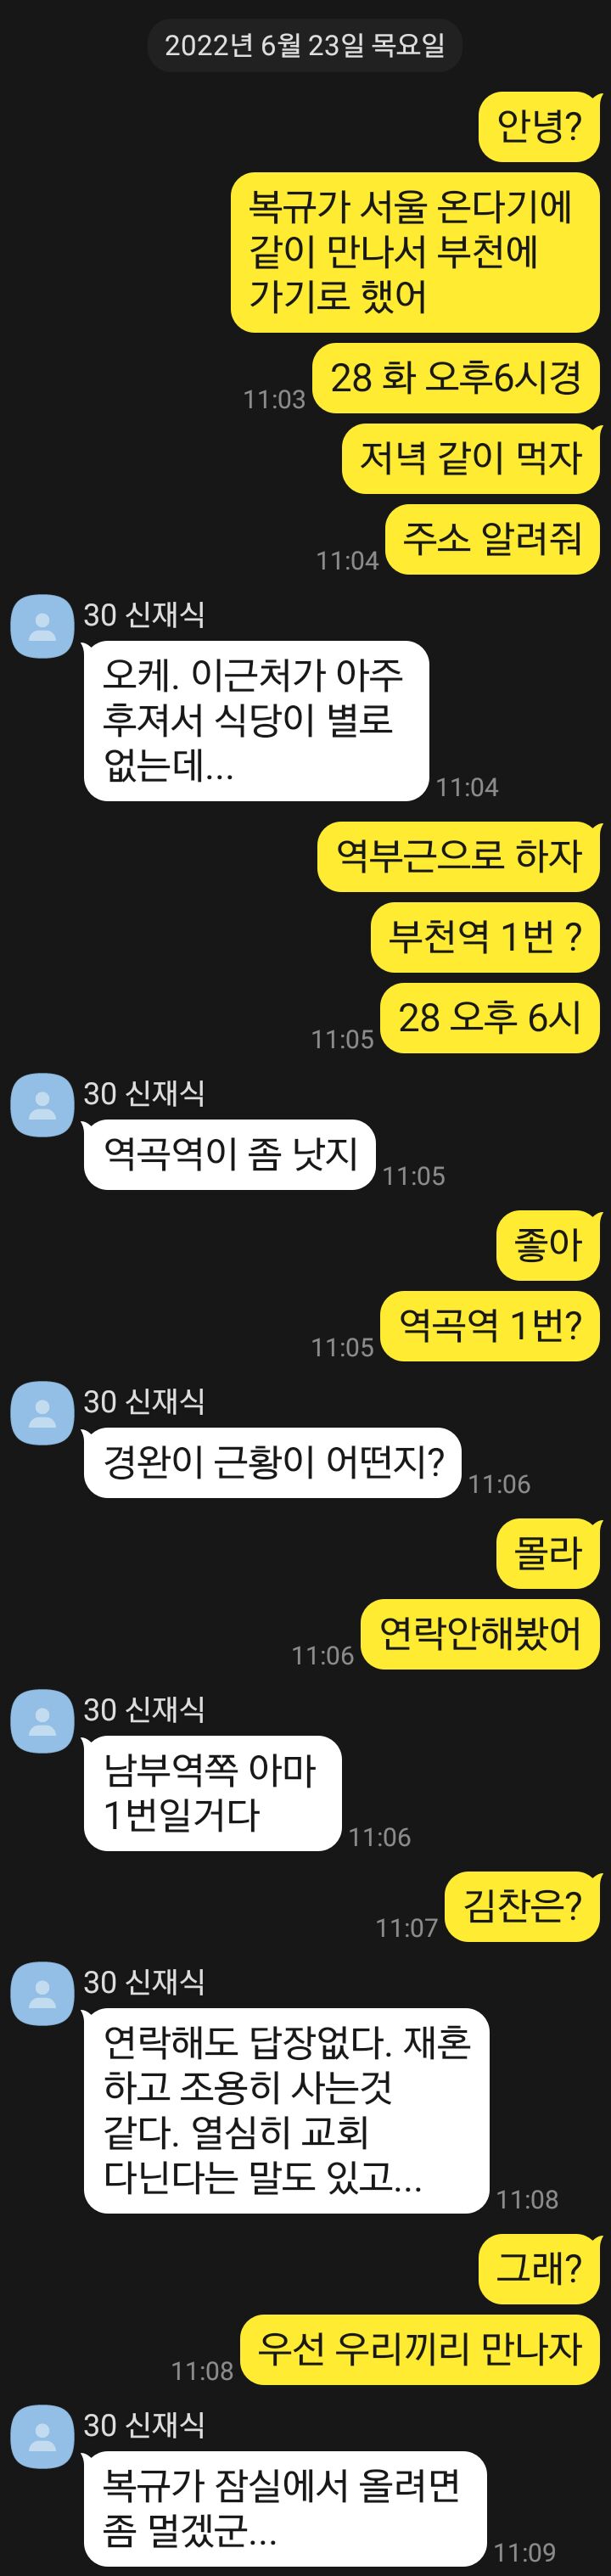 2022년 6월 23일 목요일
안녕?
복규가 서울 온다기에
같이 만나서 부천에
가기로 했어
28 화 오후6시경
11:03
저녁 같이 먹자
주소 알려줘
11:04
30 신재식
오케. 이근처가 아주
후져서 식당이 별로
없는데...
11:04
역부근으로 하자
부천역 1번 ?
28 오후 6시
11:05
30 신재식
역곡역이 좀 낫지
11:05
좋아
역곡역 1번?
11:05
30 신재식
경완이 근황이 어떤지?
11:06
몰라
연락안해봤어
11:06
30 신재식
남부역쪽 아마
1번일거다
11:06
김찬은?
11:07
30 신재식
연락해도 답장없다. 재혼
하고 조용히 사는것
같다. 열심히 교회
다닌다는 말도 있고...
11:08
그래?
우선 우리끼리 만나자
11:08
30 신재식
복규가 잠실에서 올려면
좀 멀겠군...
11:09